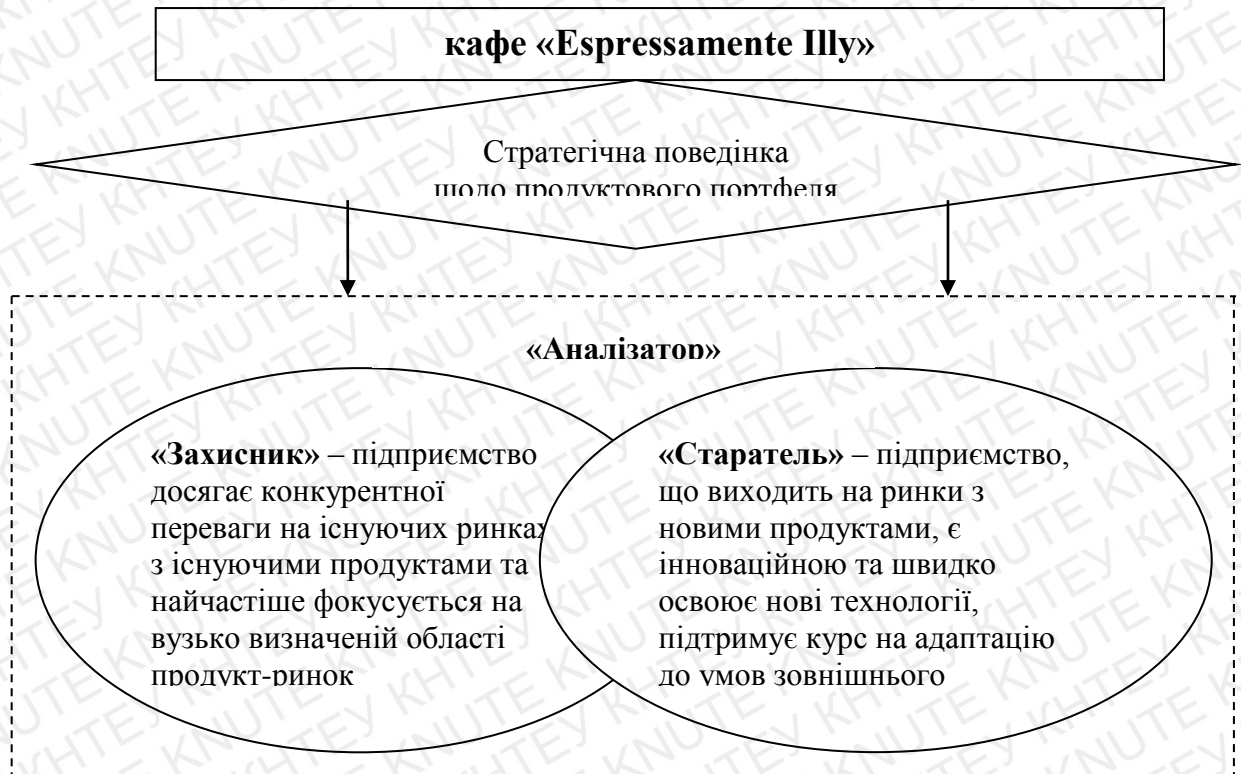 кафе «Espressamente Illy»
Стратегічна поведінка
щодо продуктового портфеля
«Аналізатор»
«Захисник» – підприємство
досягає конкурентної
переваги на існуючих ринках
з існуючими продуктами та
найчастіше фокусується на
вузько визначеній області
продукт-ринок
«Старатель» – підприємство,
що виходить на ринки з
новими продуктами, є
інноваційною та швидко
освоює нові технології,
підтримує курс на адаптацію
до умов зовнішнього